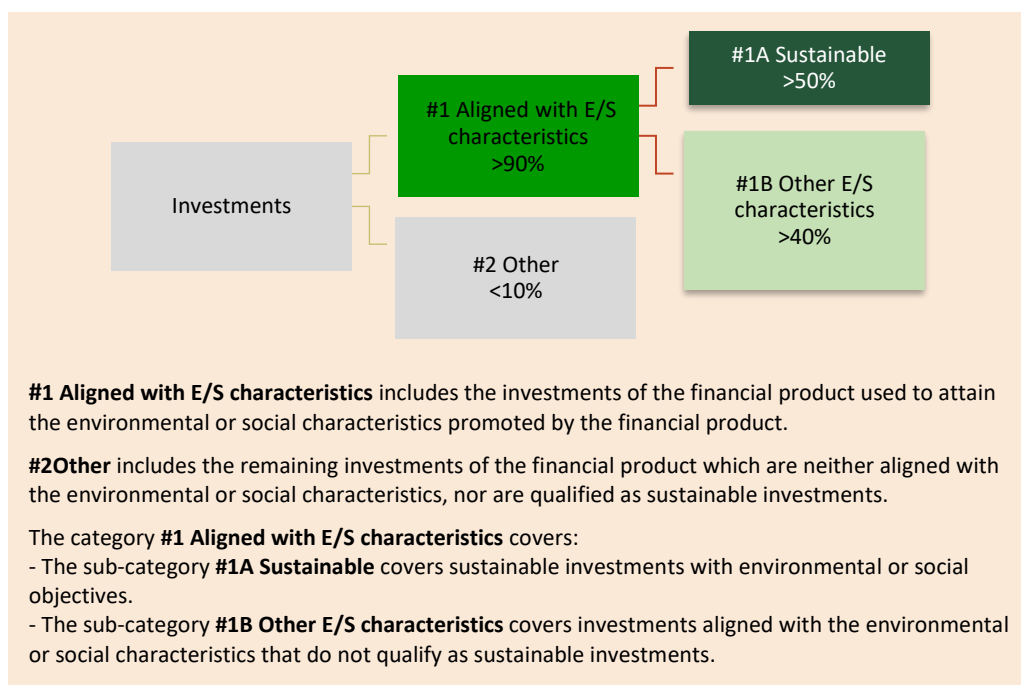 #1A Sustainable
>50%
#1 Aligned with E/S
characteristics
>90%
#1B Other E/S
characteristics
>40%
Investments
#2 Other
<10%
#1 Aligned with E/S characteristics includes the investments of the financial product used to attain
the environmental or social characteristics promoted by the financial product.
#2Other includes the remaining investments of the financial product which are neither aligned with
the environmental or social characteristics, nor are qualified as sustainable investments.
The category #1 Aligned with E/S characteristics covers:
- The sub-category #1A Sustainable covers sustainable investments with environmental or social
objectives.
- The sub-category #1B Other E/S characteristics covers investments aligned with the environmental
or social characteristics that do not qualify as sustainable investments.